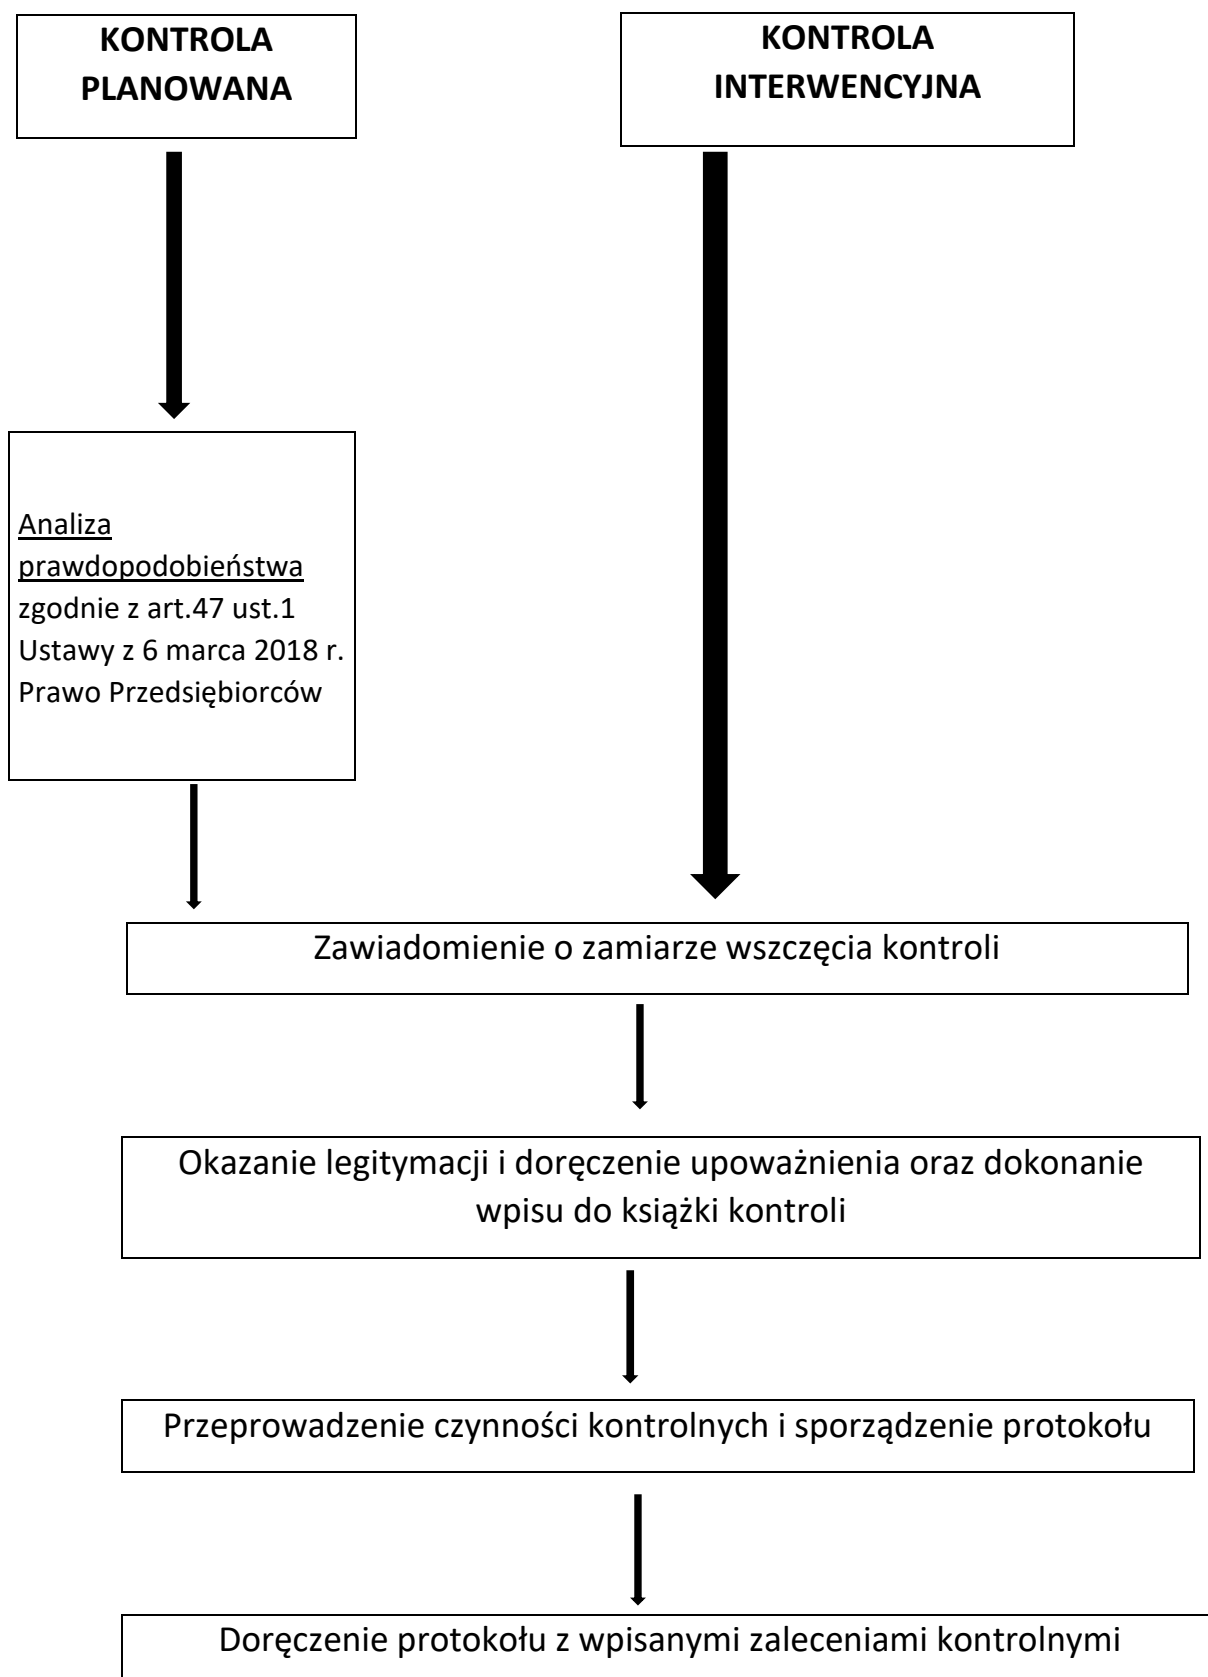 KONTROLA
PLANOWANA
KONTROLA
INTERWENCYJNA
Analiza
prawdopodobieństwa
zgodnie z art.47 ust.1
Ustawy z 6 marca 2018 r.
Prawo Przedsiębiorców
Zawiadomienie o zamiarze wszczęcia kontroli
Okazanie legitymacji i doręczenie upoważnienia oraz dokonanie
wpisu do książki kontroli
Przeprowadzenie czynności kontrolnych i sporządzenie protokołu
Doręczenie protokołu z wpisanymi zaleceniami kontrolnymi